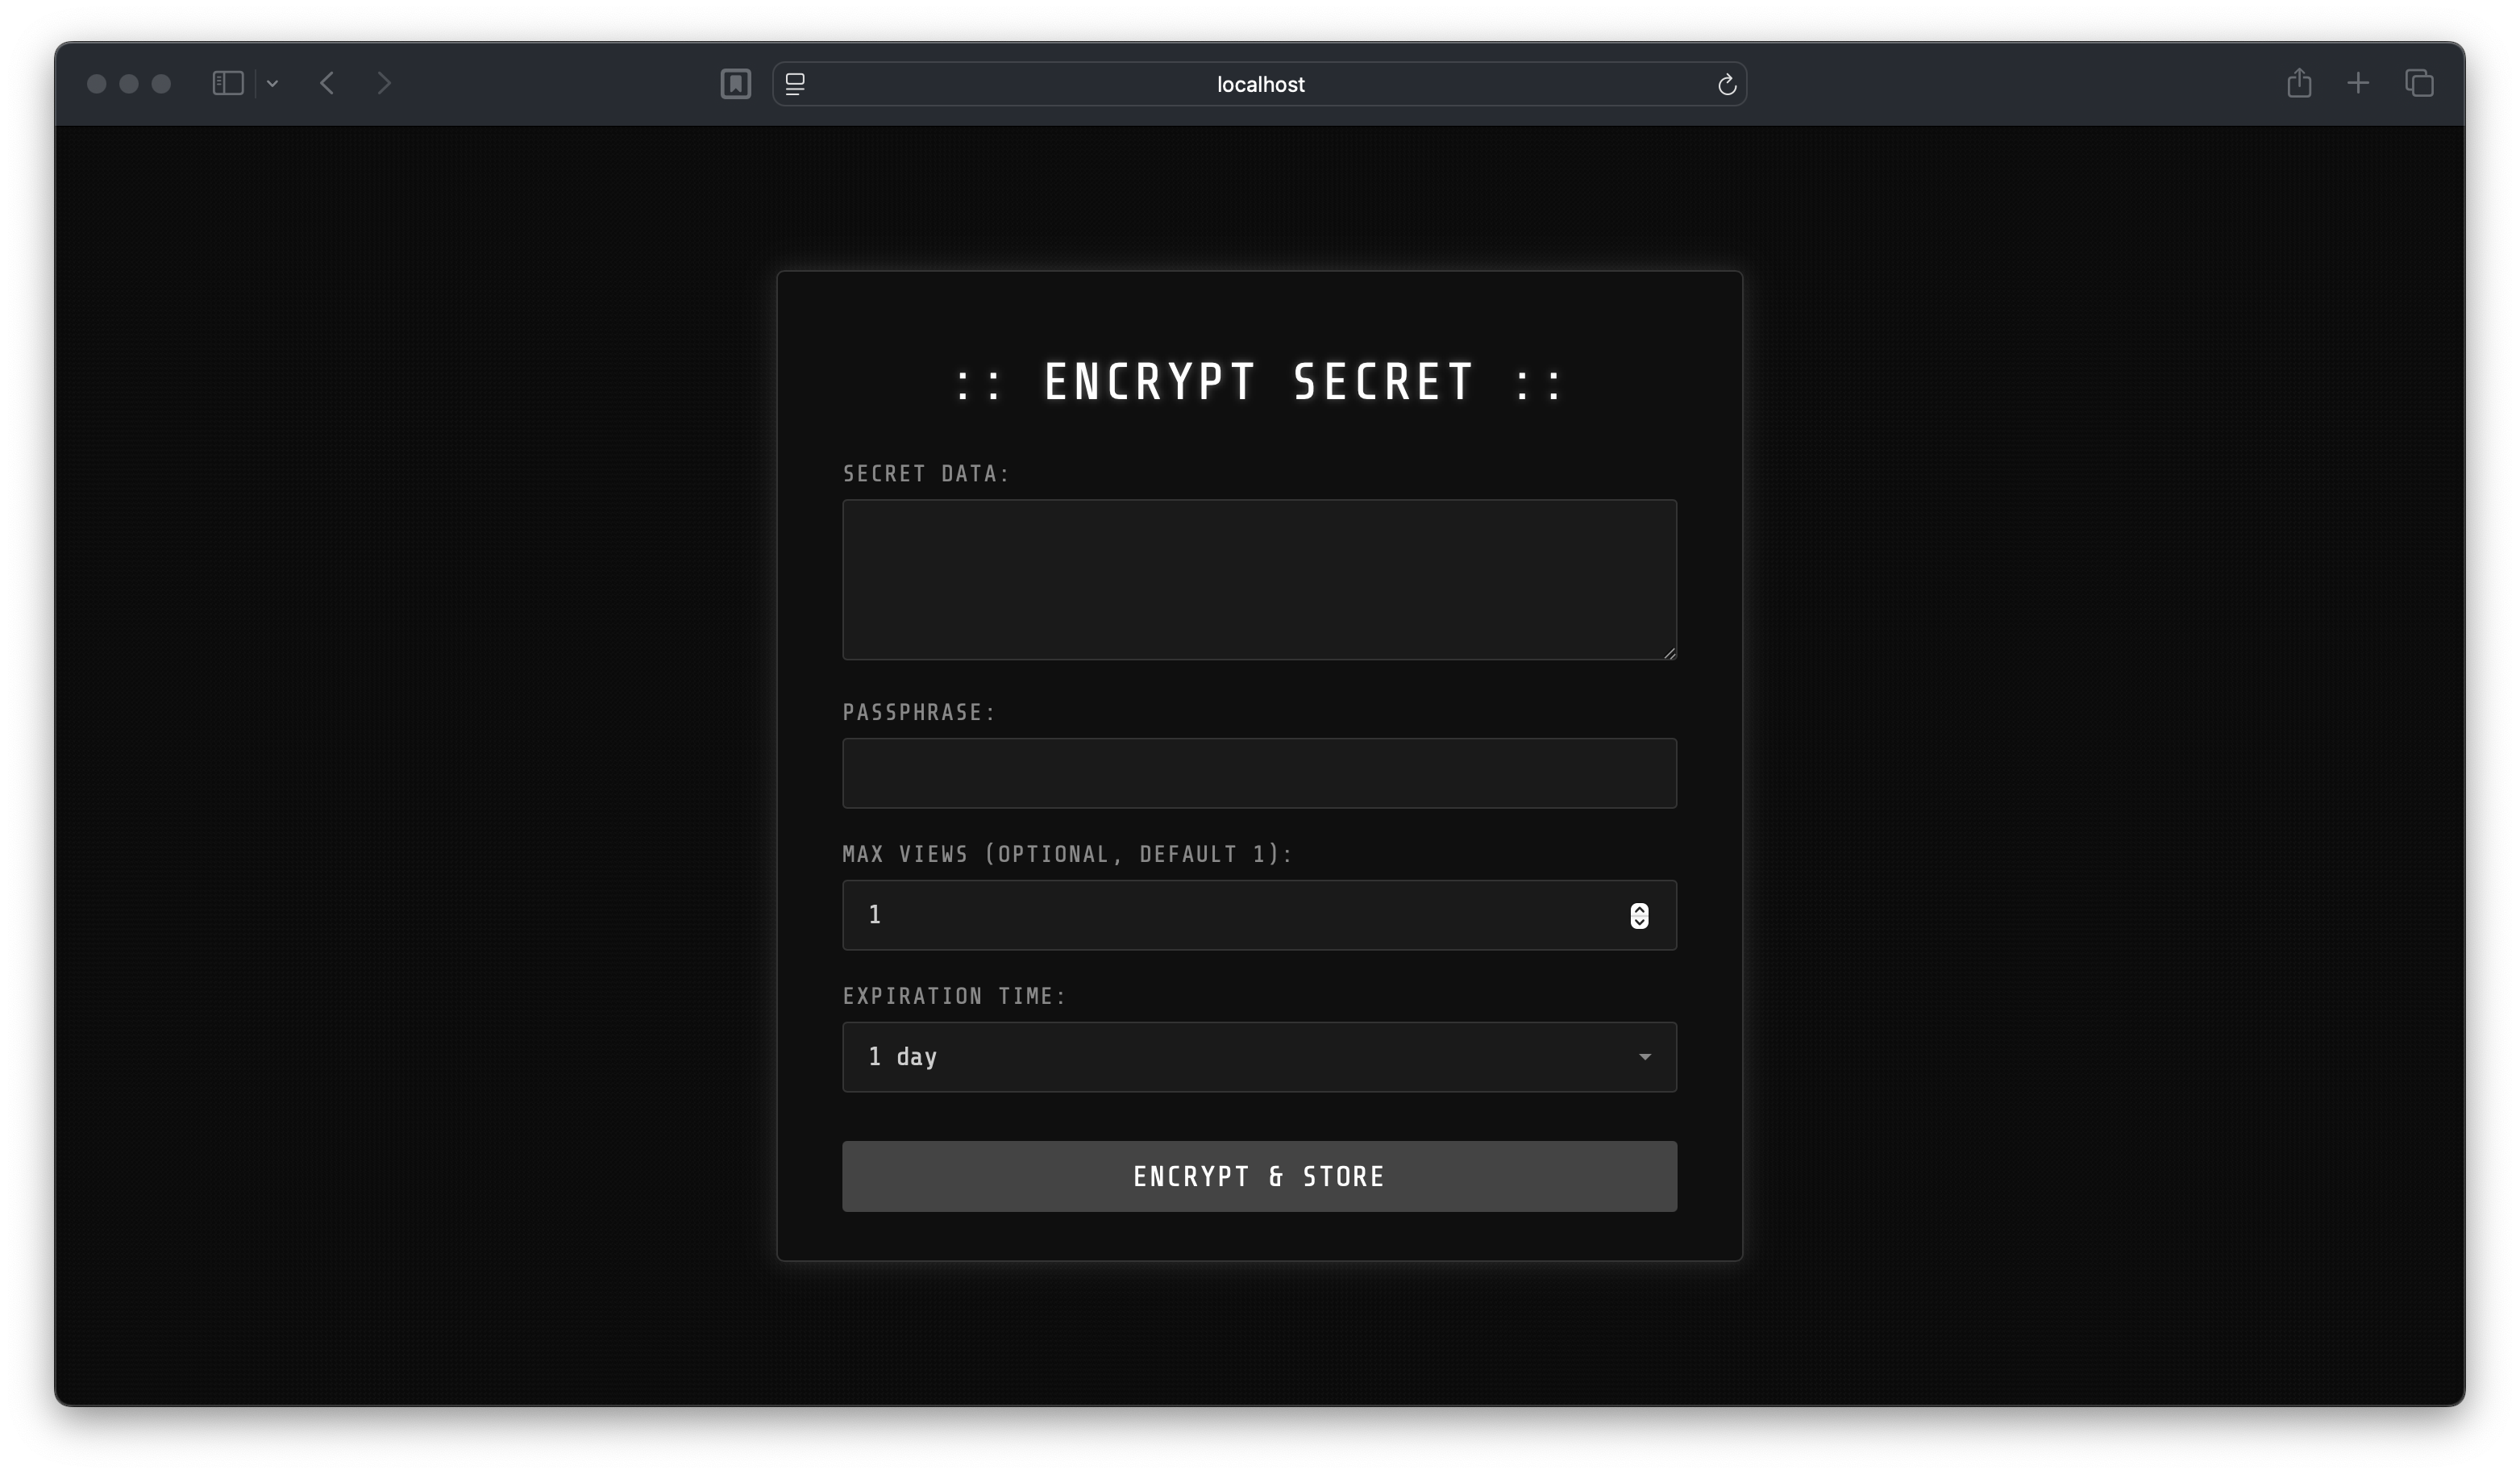 localhost
:: ENCRYPT SECRET ::
SECRET DATA:
PASSPHRASE:
MAX VIEWS (OPTIONAL, DEFAULT 1):
1
EXPIRATION TIME:
1 day
ENCRYPT & STORE